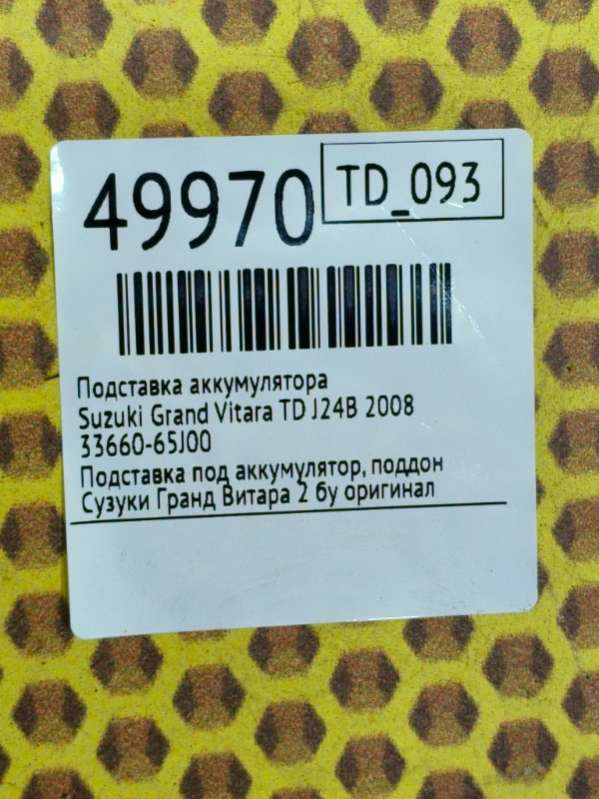 49970
TD_093
Подставка аккумулятора
Suzuki Grand Vitara TD J24B 2008
33660-65J00
Подставка под аккумулятор, поддон
Сузуки Гранд Витара 2 бу оригинал